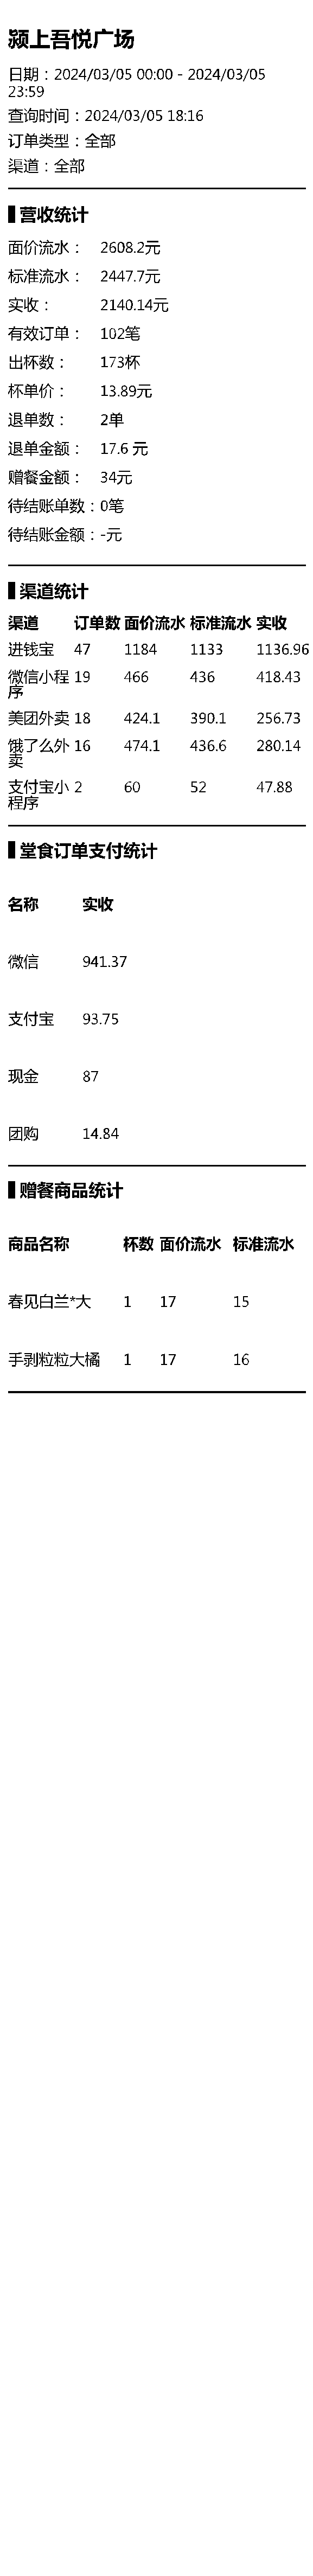 颍上吾悦广场
日期：2024/03/05 00:00 - 2024/03/05
23:59
查询时间：2024/03/05 18:16
订单类型：全部
渠道：全部
营收统计
面价流水： 2608.2元
标准流水： 2447.7元
实收： 2140.14元
有效订单： 102笔
出杯数： 173杯
杯单价： 13.89元
退单数： 2单
退单金额： 17.6 元
赠餐金额： 34元
待结账单数：0笔
待结账金额：-元
渠道统计
渠道 订单数 面价流水 标准流水 实收
进钱宝 47 1184 1133 1136.96
微信小程 19 466 436 418.43
序
美团外卖 18 424.1 390.1 256.73
饿了么外 16 474.1 436.6 280.14
卖
支付宝小 2 60 52 47.88
程序
堂食订单支付统计
名称 实收
微信 941.37
支付宝 93.75
现金 87
团购 14.84
赠餐商品统计
商品名称 杯数 面价流水 标准流水
春见白兰*大 1 17 15
手剥粒粒大橘 1 17 16